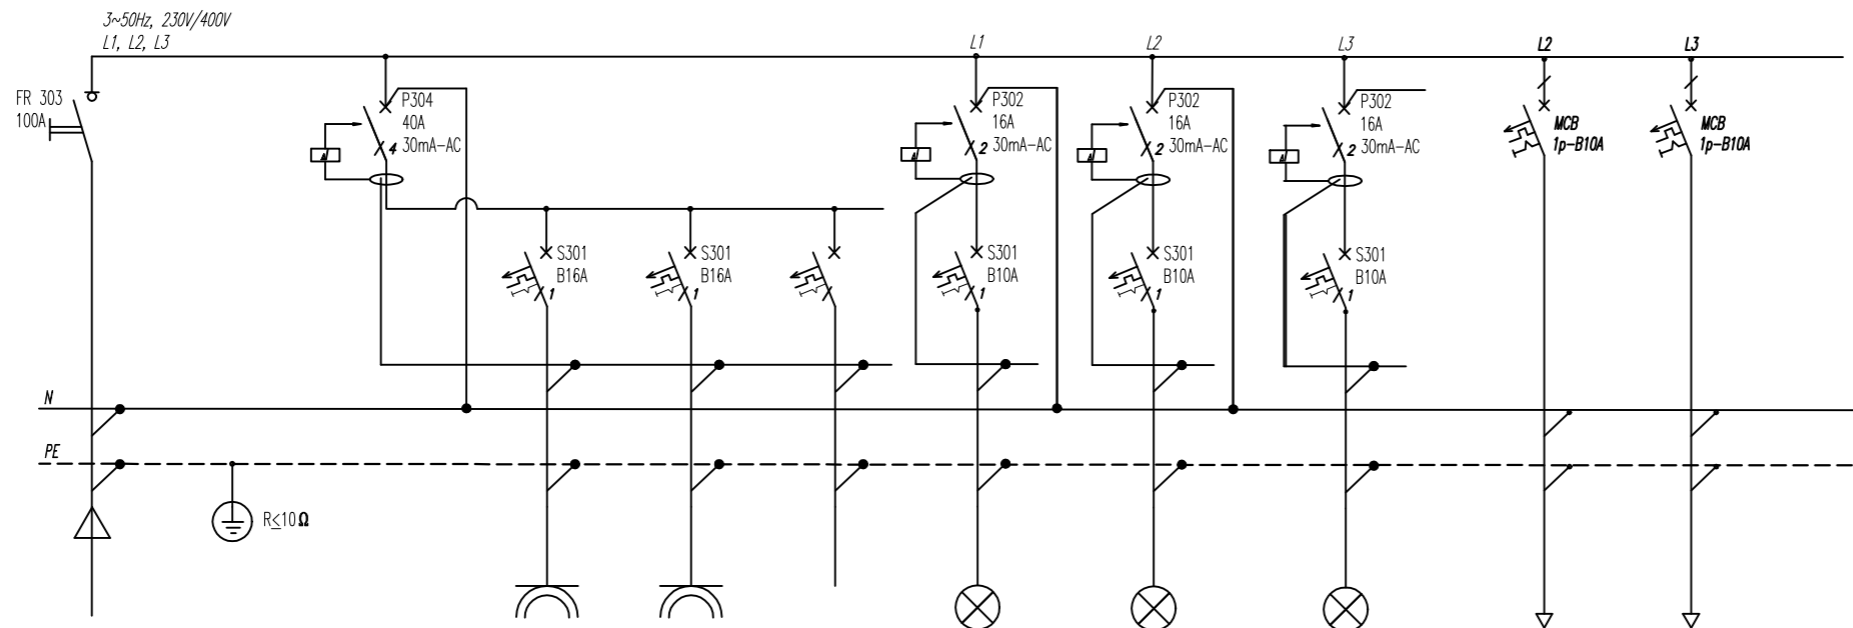 3~50Hz, 230V/400V
L1, L2, L3
L1
L2
L3
L2
L3
FR 303
100A
P304
40A
30mA-AC
4
P302
16A
30mA-AC
2
P302
16A
30mA-AC
2
P302
16A
30mA-AC
2
MCB
1p-B10A
MCB
1p-B10A
S301
B16A
1
S301
B16A
1
S301
B10A
1
S301
B10A
1
S301
B10A
1
N
PE
R≤10Ω